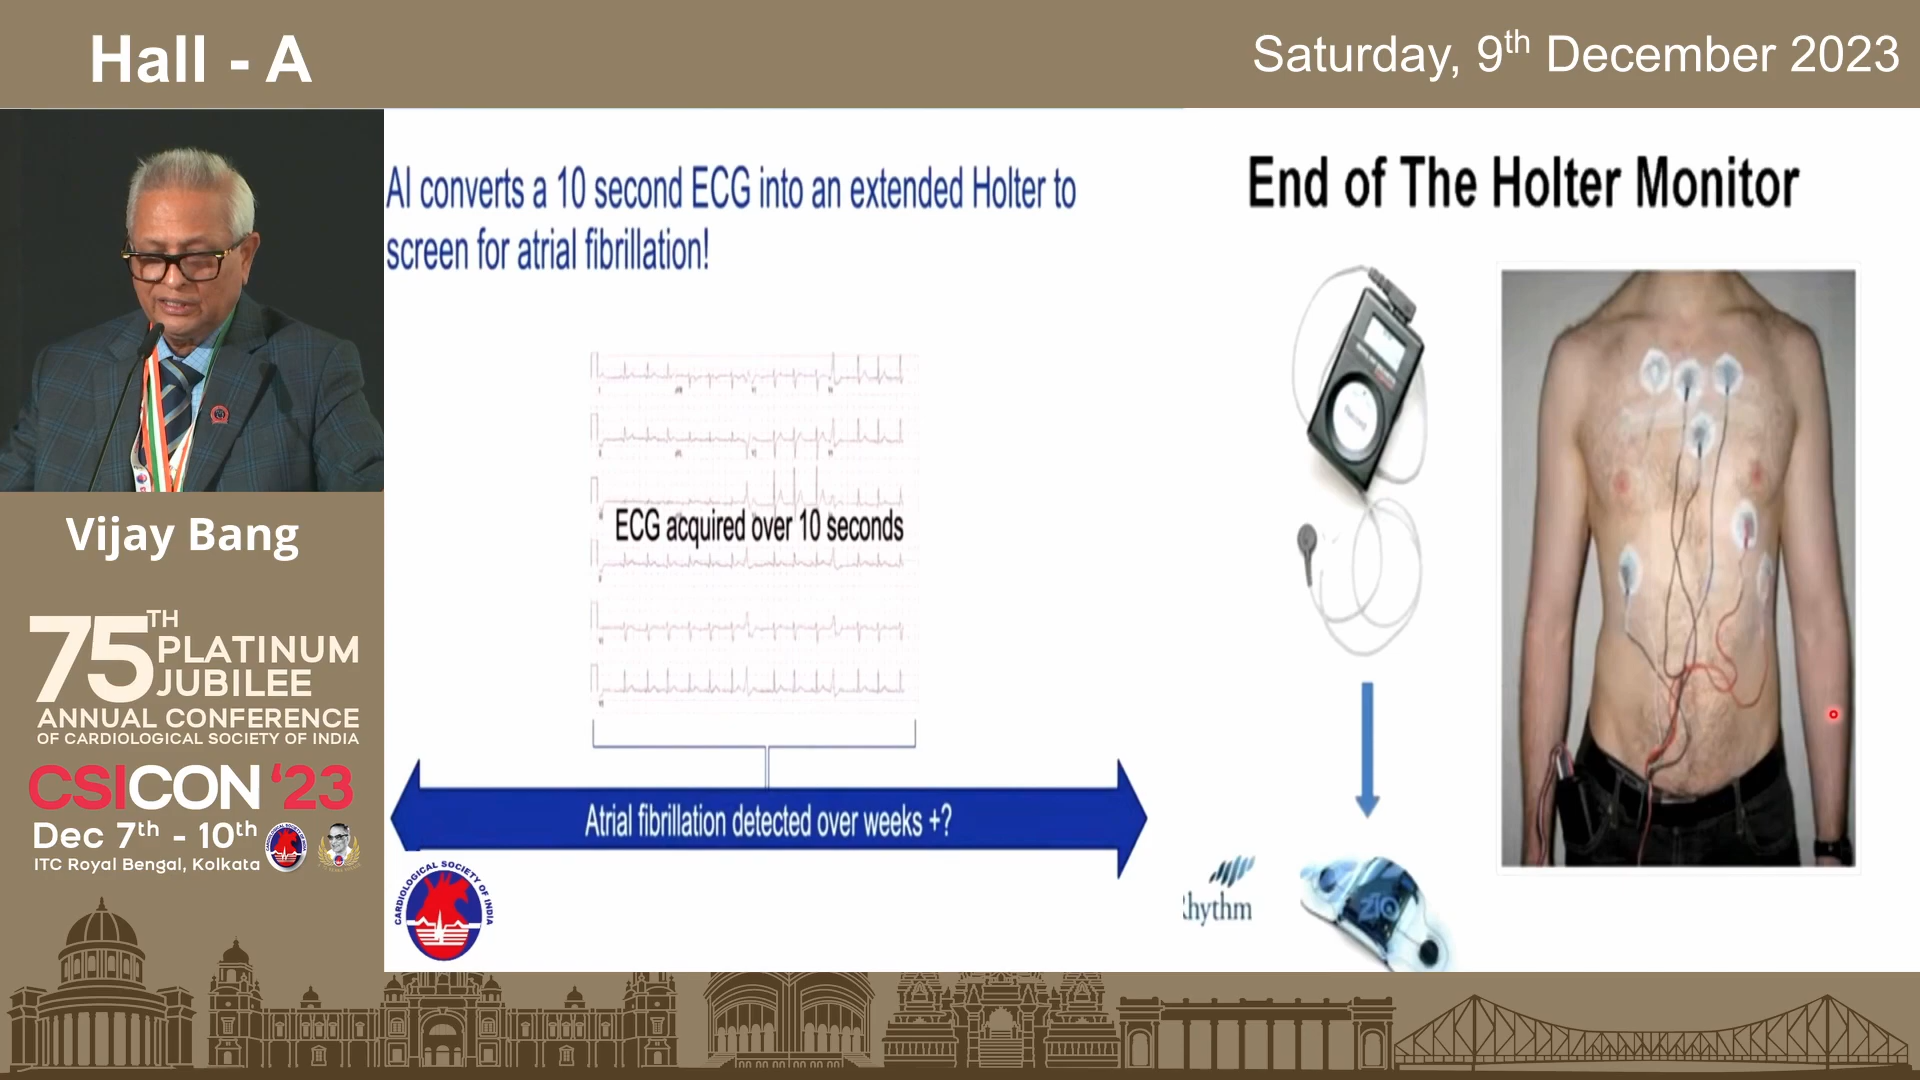 Hall - A
Saturday, 9th December 2023
AI converts a 10 second ECG into an extended Holter to
screen for atrial fibrillation!
ECG acquired over 10 seconds
Atrial fibrillation detected over weeks +?
CARDIOLOGICAL SOCIETY OF INDIA
End of The Holter Monitor
hythm
ZIO
Vijay Bang
75TH
PLATINUM
JUBILEE
ANNUAL CONFERENCE
OF CARDIOLOGICAL SOCIETY OF INDIA
CSICON '23
Dec 7th - 10th
ITC Royal Bengal, Kolkata